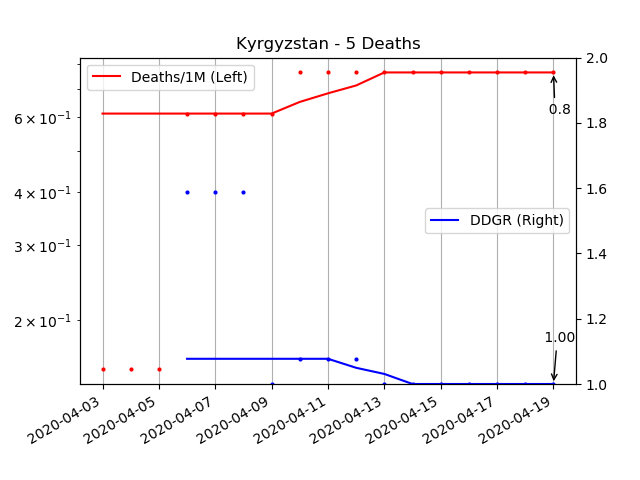 Kyrgyzstan - 5 Deaths
Deaths/1M (Left)
DDGR (Right)
6 × 10⁻¹
4 × 10⁻¹
3 × 10⁻¹
2 × 10⁻¹
2.0
1.8
1.6
1.4
1.2
1.0
0.8
1.00
2020-04-03
2020-04-05
2020-04-07
2020-04-09
2020-04-11
2020-04-13
2020-04-15
2020-04-17
2020-04-19